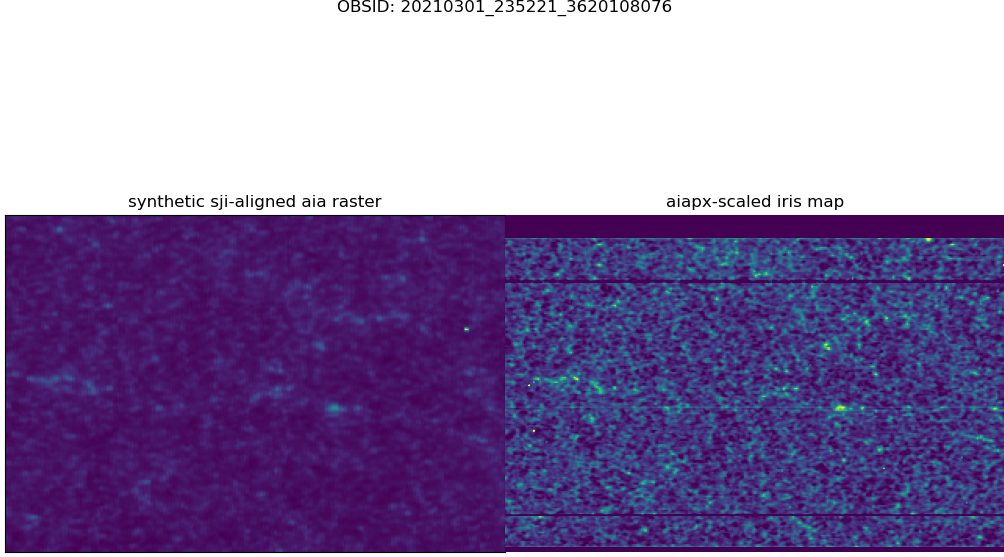 OBSID: 20210301_235221_3620108076
synthetic sji-aligned aia raster
aiapx-scaled iris map